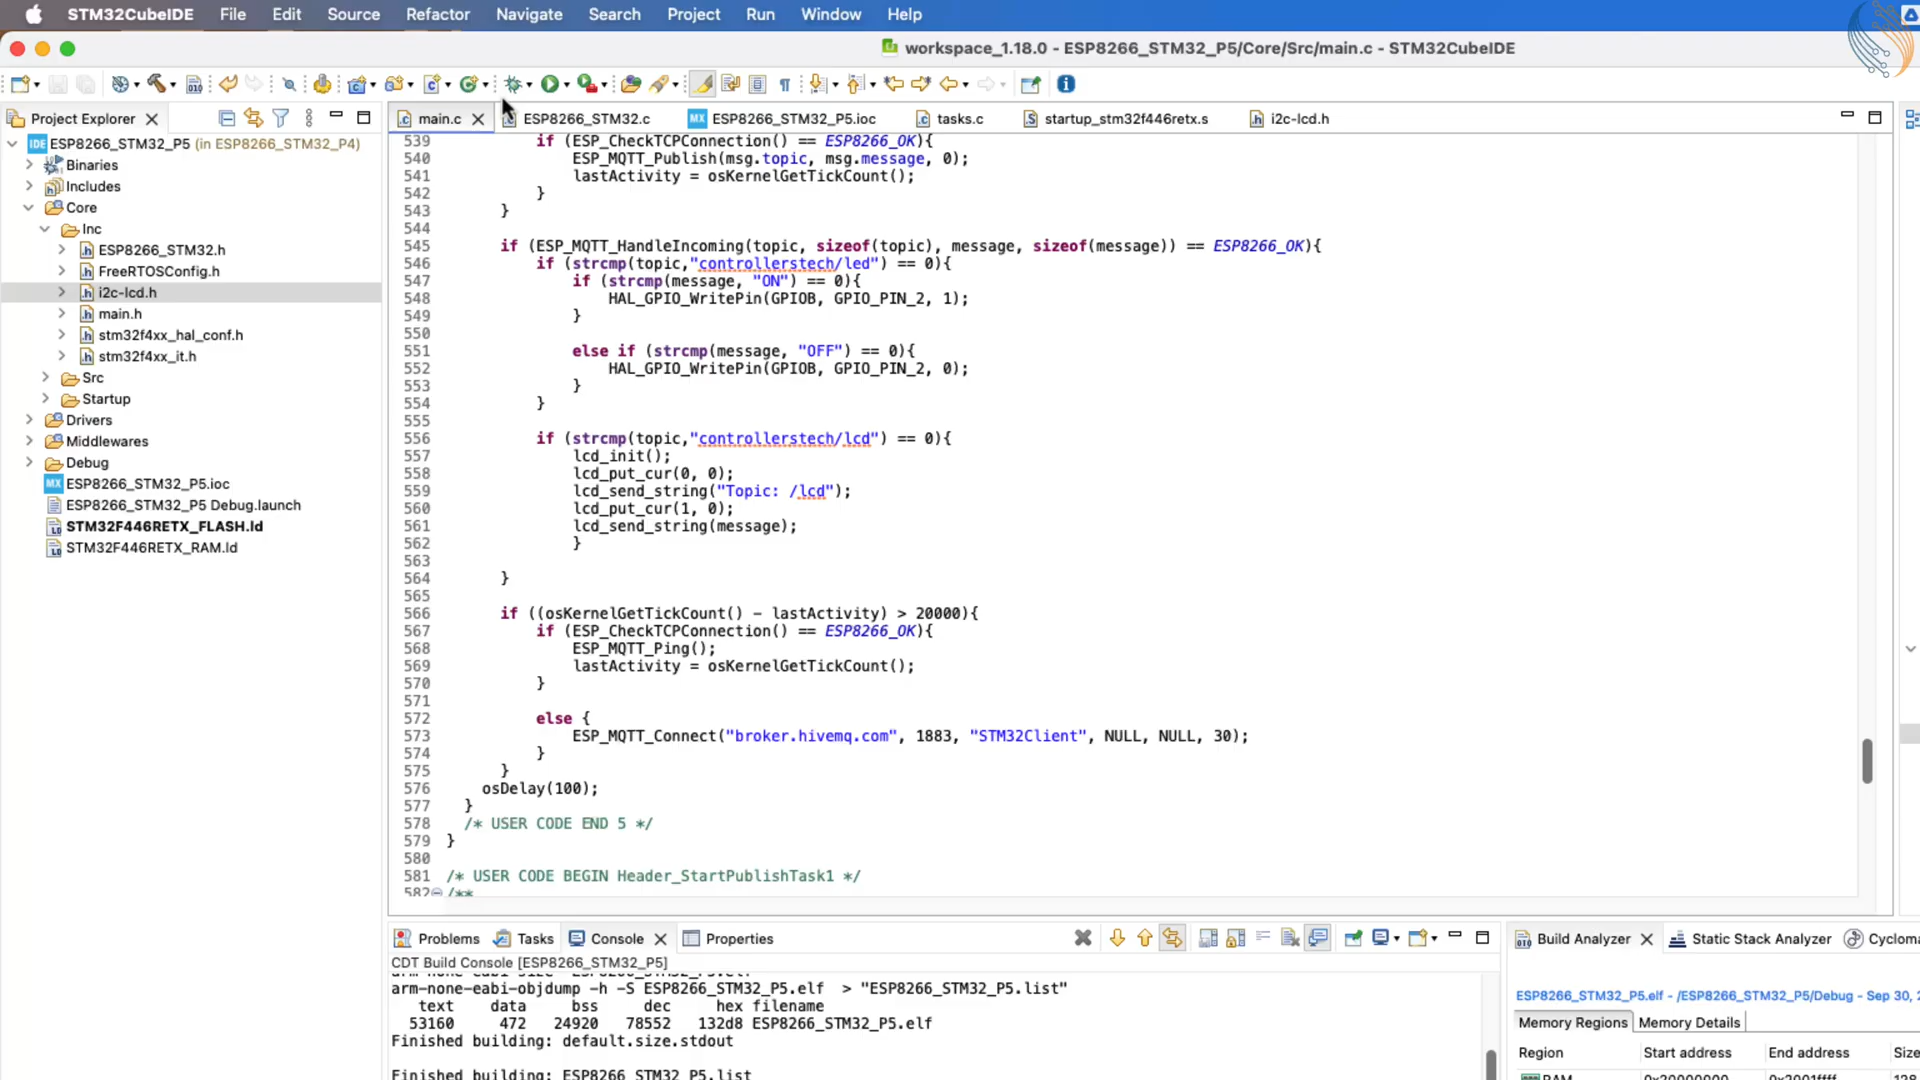 STM32CubeIDE File Edit Source Refactor Navigate Search Project Run Window Help
workspace_1.18.0 - ESP8266_STM32_P5/Core/Src/main.c - STM32CubeIDE
Project Explorer
ESP8266_STM32_P5 (in ESP8266_STM32_P4)
Binaries
Includes
Core
Inc
ESP8266_STM32.h
FreeRTOSConfig.h
i2c-lcd.h
main.h
stm32f4xx_hal_conf.h
stm32f4xx_it.h
Src
Startup
Drivers
Middlewares
Debug
ESP8266_STM32_P5.ioc
ESP8266_STM32_P5 Debug.launch
STM32F446RETX_FLASH.ld
STM32F446RETX_RAM.ld
main.c ESP8266_STM32.c ESP8266_STM32_P5.ioc tasks.c startup_stm32f446retx.s i2c-lcd.h
539 if (ESP_CheckTCPConnection() == ESP8266_OK){
540 ESP_MQTT_Publish(msg.topic, msg.message, 0);
541 lastActivity = osKernelGetTickCount();
542 }
543 }
544
545 if (ESP_MQTT_HandleIncoming(topic, sizeof(topic), message, sizeof(message)) == ESP8266_OK){
546 if (strcmp(topic,"controllerstech/led") == 0){
547 if (strcmp(message, "ON") == 0){
548 HAL_GPIO_WritePin(GPIOB, GPIO_PIN_2, 1);
549 }
550
551 else if (strcmp(message, "OFF") == 0){
552 HAL_GPIO_WritePin(GPIOB, GPIO_PIN_2, 0);
553 }
554 }
555
556 if (strcmp(topic,"controllerstech/lcd") == 0){
557 lcd_init();
558 lcd_put_cur(0, 0);
559 lcd_send_string("Topic: /lcd");
560 lcd_put_cur(1, 0);
561 lcd_send_string(message);
562 }
563
564 }
565
566 if ((osKernelGetTickCount() - lastActivity) > 20000){
567 if (ESP_CheckTCPConnection() == ESP8266_OK){
568 ESP_MQTT_Ping();
569 lastActivity = osKernelGetTickCount();
570 }
571
572 else {
573 ESP_MQTT_Connect("broker.hivemq.com", 1883, "STM32Client", NULL, NULL, 30);
574 }
575 }
576 osDelay(100);
577 }
578 /* USER CODE END 5 */
579 }
580
581 /* USER CODE BEGIN Header_StartPublishTask1 */
582 /**
Problems Tasks Console Properties
CDT Build Console [ESP8266_STM32_P5]
arm-none-eabi-objdump -h -S ESP8266_STM32_P5.elf > "ESP8266_STM32_P5.list"
text data bss dec hex filename
53160 472 24920 78552 132d8 ESP8266_STM32_P5.elf
Finished building: default.size.stdout
Finished building: ESP8266_STM32_P5.list
Build Analyzer Static Stack Analyzer
ESP8266_STM32_P5.elf - /ESP8266_STM32_P5/Debug - Sep 30,
Memory Regions Memory Details
Region Start address End address Size